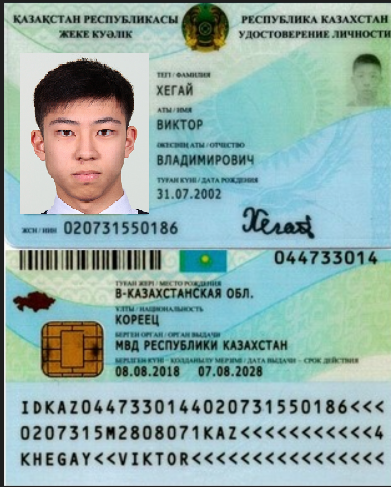 ҚАЗАҚСТАН РЕСПУБЛИКАСЫ
ЖЕКЕ КУӘЛІК
РЕСПУБЛИКА КАЗАХСТАН
УДОСТОВЕРЕНИЕ ЛИЧНОСТИ
ТЕГІ / ФАМИЛИЯ
ХЕГАЙ
АТЫ / ИМЯ
ВИКТОР
ӘКЕСІНІҢ АТЫ / ОТЧЕСТВО
ВЛАДИМИРОВИЧ
ТУҒАН КҮНІ / ДАТА РОЖДЕНИЯ
31.07.2002
ЖСН / ИИН 020731550186
Хегай
044733014
ТУҒАН ЖЕРІ / МЕСТО РОЖДЕНИЯ
В-КАЗАХСТАНСКАЯ ОБЛ.
ҰЛТЫ / НАЦИОНАЛЬНОСТЬ
КОРЕЕЦ
БЕРГЕН ОРГАН / ОРГАН ВЫДАЧИ
МВД РЕСПУБЛИКИ КАЗАХСТАН
БЕРІЛГЕН КҮНІ - ҚОЛДАНЫЛУ МЕРЗІМІ / ДАТА ВЫДАЧИ - СРОК ДЕЙСТВИЯ
08.08.2018 07.08.2028
IDKAZ0447330144020731550186<<<
0207315M2808071KAZ<<<<<<<<<<<4
KHEGAY<<VIKTOR<<<<<<<<<<<<<<<<